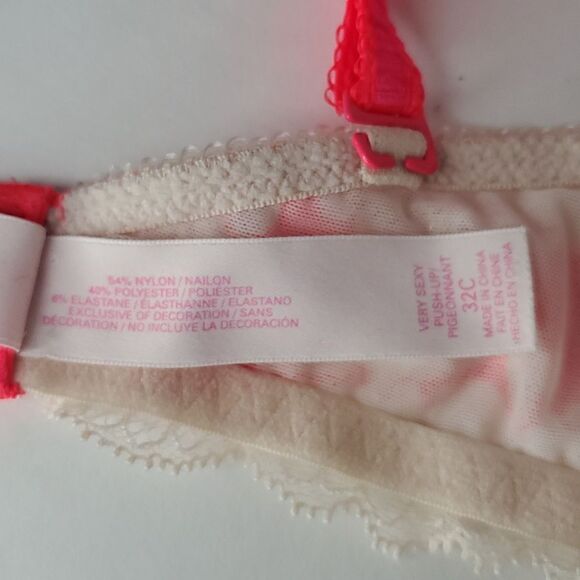 54% NYLON / NAILON
40% POLYESTER / POLIESTER
6% ELASTANE / ÉLASTHANNE / ELASTANO
EXCLUSIVE OF DECORATION / SANS
DÉCORATION / NO INCLUYE LA DECORACIÓN
VERY SEXY
PUSH-UP/
PIGEONNANT
32C
MADE IN CHINA
FAIT EN CHINE
HECHO EN CHINA